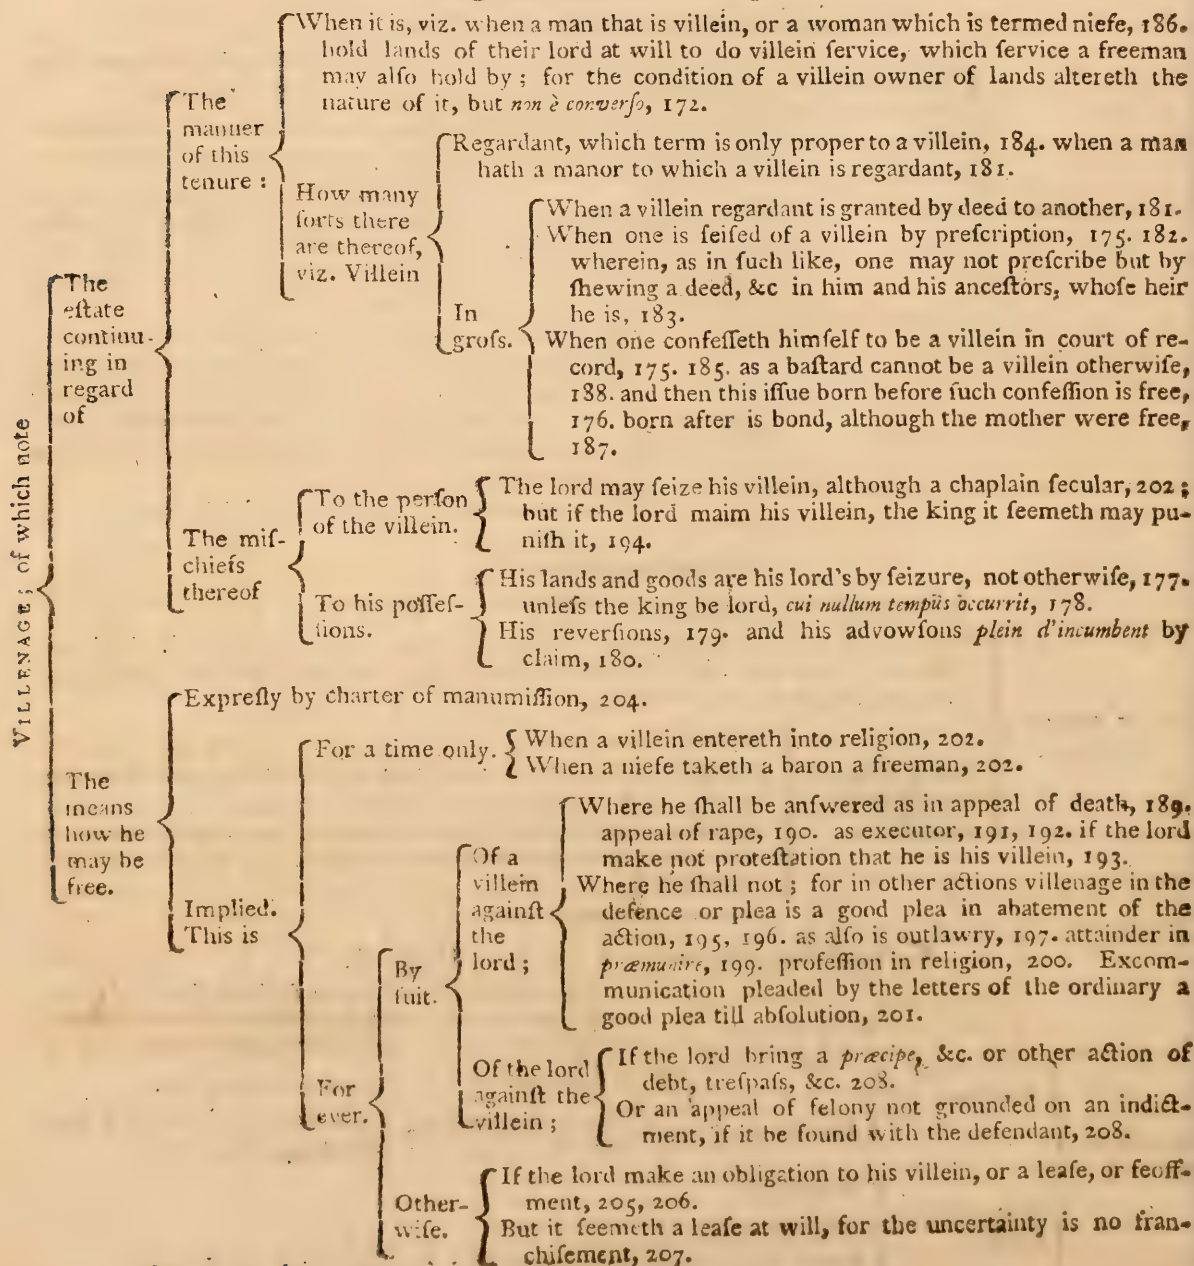 VILLENAGE; of which note
The
eſtate
continu-
ing in
regard
of
The
manner
of this
tenure :
When it is, viz. when a man that is villein, or a woman which is termed niefe, 186.
hold lands of their lord at will to do villein ſervice, which ſervice a freeman
may alſo hold by ; for the condition of a villein owner of lands altereth the
nature of it, but non è converſo, 172.
How many
ſorts there
are thereof,
viz. Villein
Regardant, which term is only proper to a villein, 184. when a man
hath a manor to which a villein is regardant, 181.
In
groſs.
When a villein regardant is granted by deed to another, 181.
When one is ſeiſed of a villein by preſcription, 175. 182.
wherein, as in ſuch like, one may not preſcribe but by
ſhewing a deed, &c in him and his anceſtors, whoſe heir
he is, 183.
When one confeſſeth himſelf to be a villein in court of re-
cord, 175. 185. as a baſtard cannot be a villein otherwiſe,
188. and then this iſſue born before ſuch confeſſion is free,
176. born after is bond, although the mother were free,
187.
The miſ-
chiefs
thereof
To the perſon
of the villein.
The lord may ſeize his villein, although a chaplain ſecular, 202 ;
but if the lord maim his villein, the king it ſeemeth may pu-
niſh it, 194.
To his poſſeſ-
ſions.
His lands and goods are his lord's by ſeizure, not otherwiſe, 177.
unleſs the king be lord, cui nullum tempus occurrit, 178.
His reverſions, 179. and his advowſons plein d'incumbent by
claim, 180.
The
means
how he
may be
free.
Expreſly by charter of manumiſſion, 204.
Implied.
This is
For a time only.
When a villein entereth into religion, 202.
When a niefe taketh a baron a freeman, 202.
For
ever.
By
ſuit.
Of a
villein
againſt
the
lord ;
Where he ſhall be anſwered as in appeal of death, 189.
appeal of rape, 190. as executor, 191, 192. if the lord
make not proteſtation that he is his villein, 193.
Where he ſhall not ; for in other actions villenage in the
defence or plea is a good plea in abatement of the
action, 195, 196. as alſo is outlawry, 197. attainder in
præmunire, 199. profeſſion in religion, 200. Excom-
munication pleaded by the letters of the ordinary a
good plea till abſolution, 201.
Of the lord
againſt the
villein ;
If the lord bring a præcipe, &c. or other action of
debt, treſpaſs, &c. 208.
Or an appeal of felony not grounded on an indict-
ment, if it be found with the defendant, 208.
Other-
wiſe.
If the lord make an obligation to his villein, or a leaſe, or feoff-
ment, 205, 206.
But it ſeemeth a leaſe at will, for the uncertainty is no fran-
chiſement, 207.